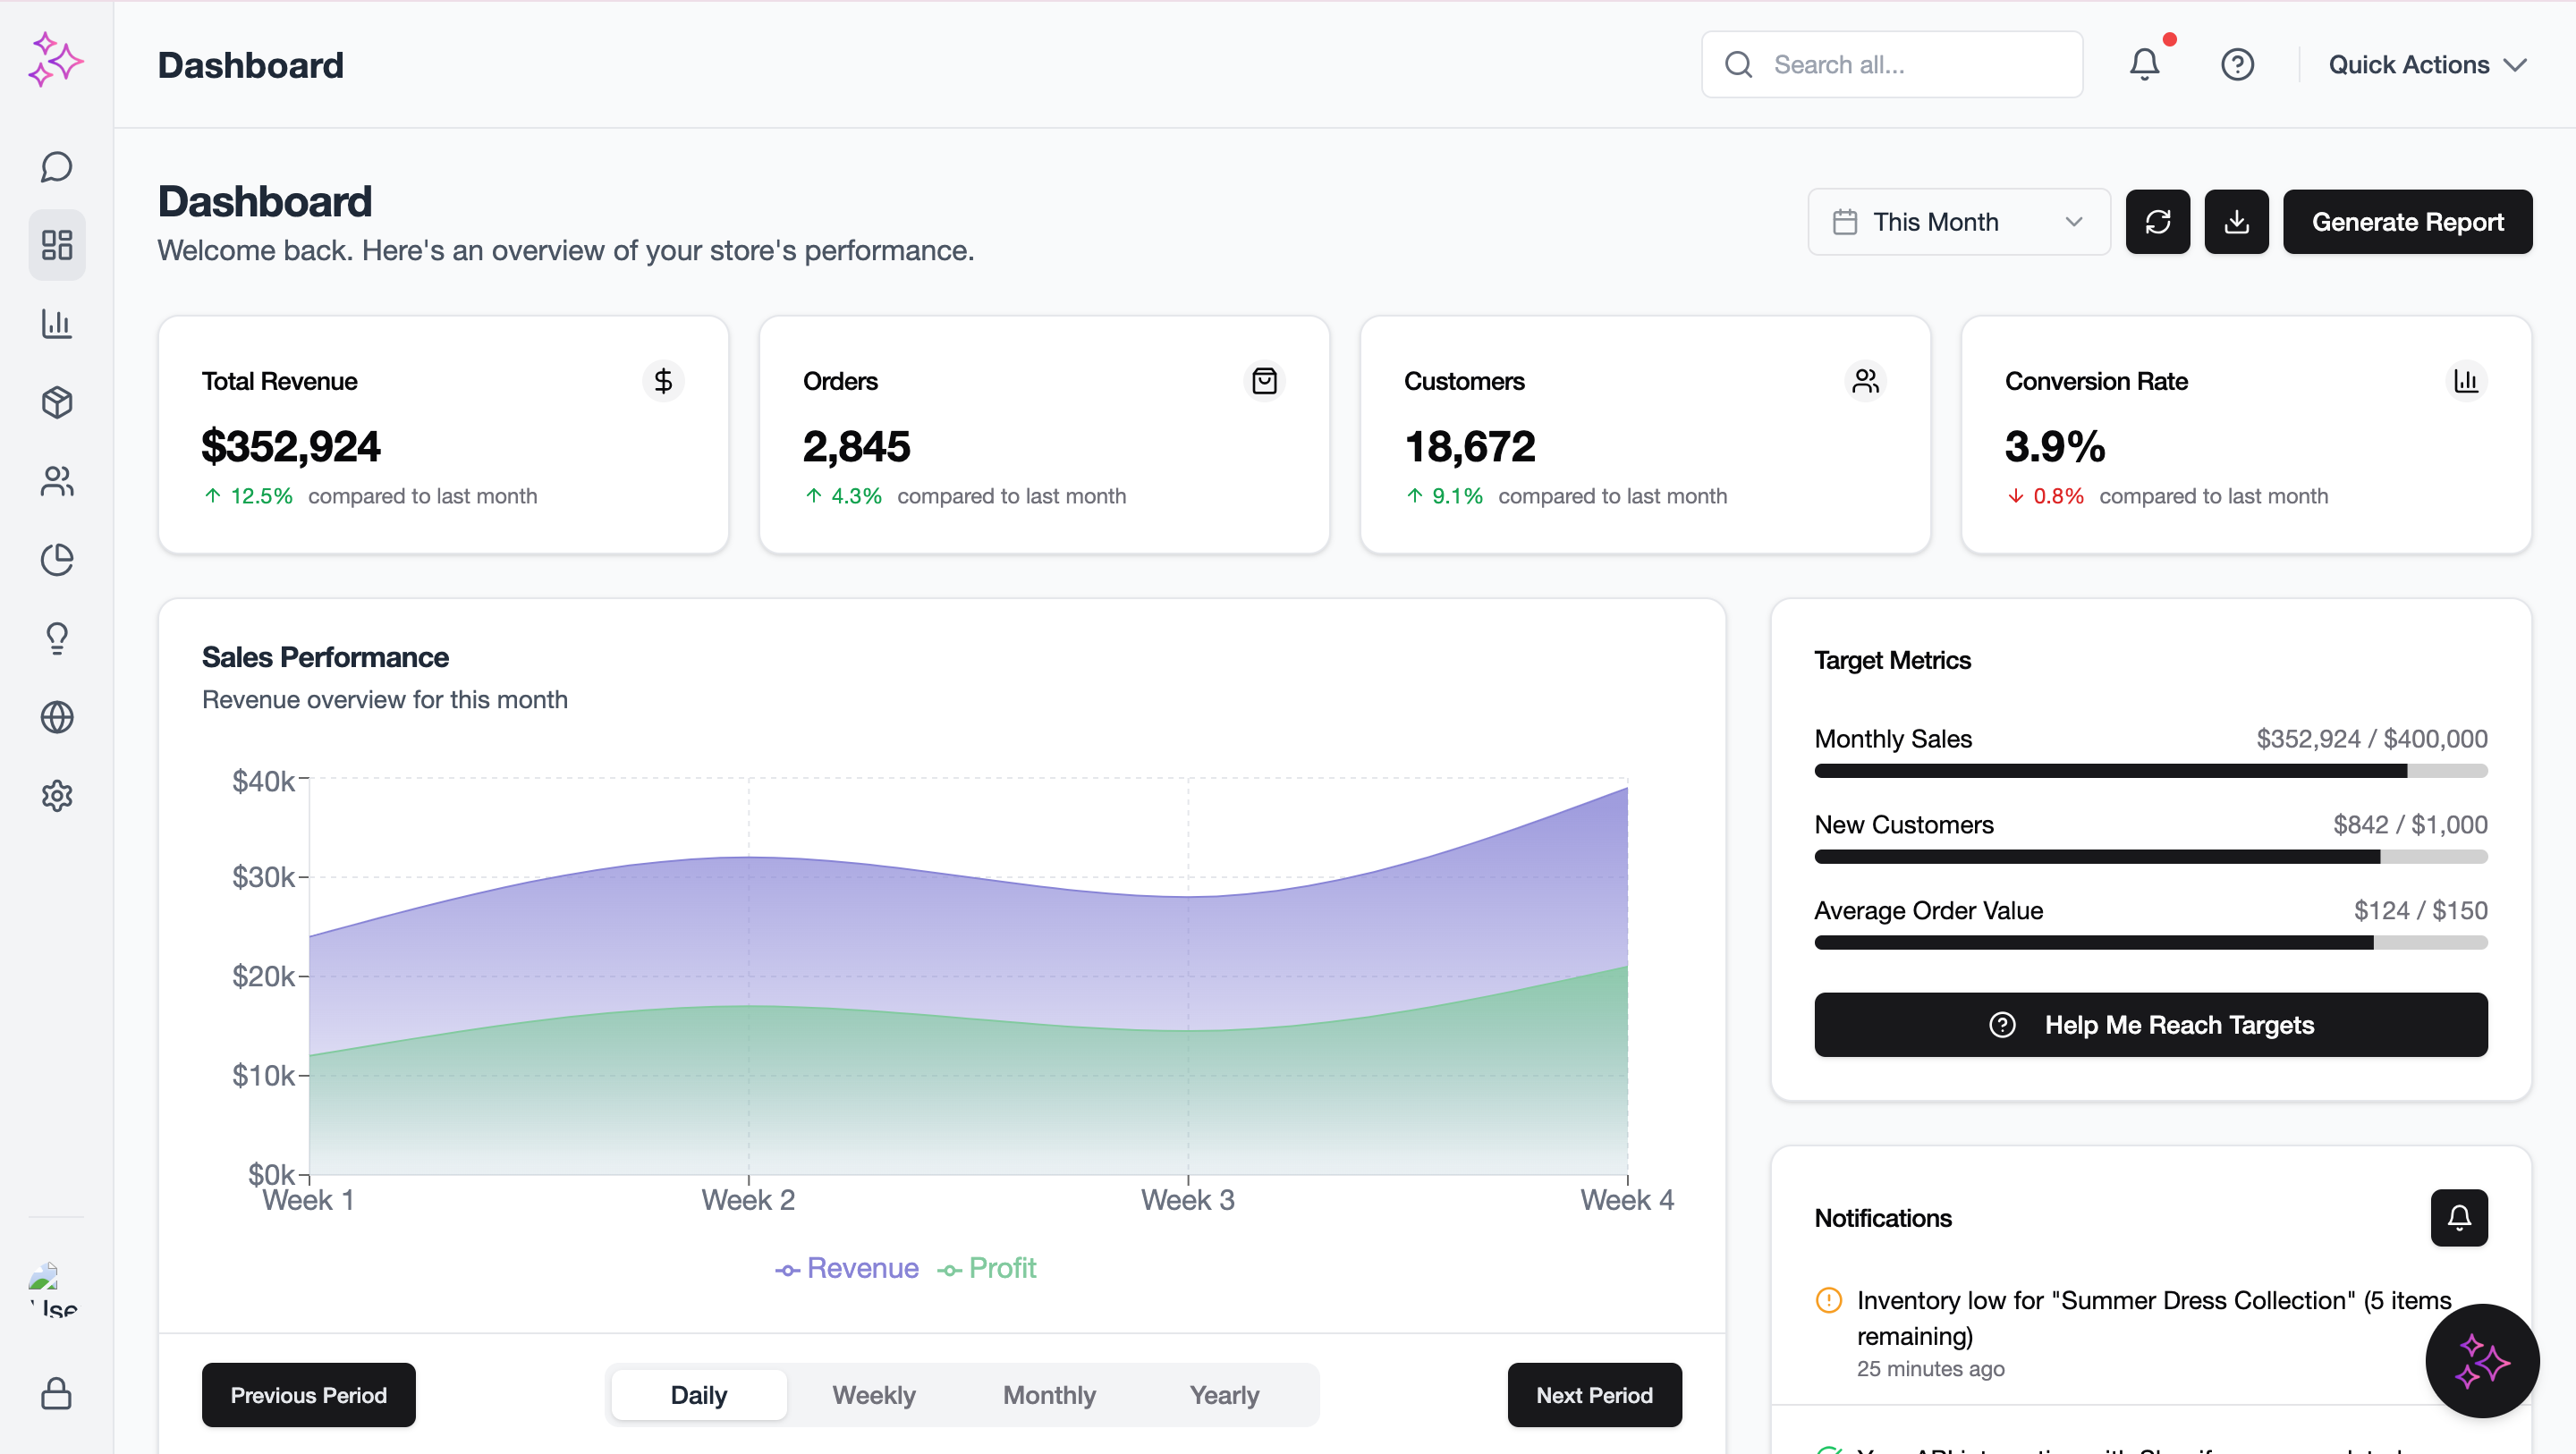 Dashboard
Search all...
Quick Actions
Dashboard
Welcome back. Here's an overview of your store's performance.
This Month
Generate Report
Total Revenue
$352,924
12.5% compared to last month
Orders
2,845
4.3% compared to last month
Customers
18,672
9.1% compared to last month
Conversion Rate
3.9%
0.8% compared to last month
Sales Performance
Revenue overview for this month
$40k
$30k
$20k
$10k
$0k
Week 1 Week 2 Week 3 Week 4
Revenue Profit
Previous Period
Daily Weekly Monthly Yearly
Next Period
Target Metrics
Monthly Sales $352,924 / $400,000
New Customers $842 / $1,000
Average Order Value $124 / $150
Help Me Reach Targets
Notifications
Inventory low for "Summer Dress Collection" (5 items
remaining)
25 minutes ago